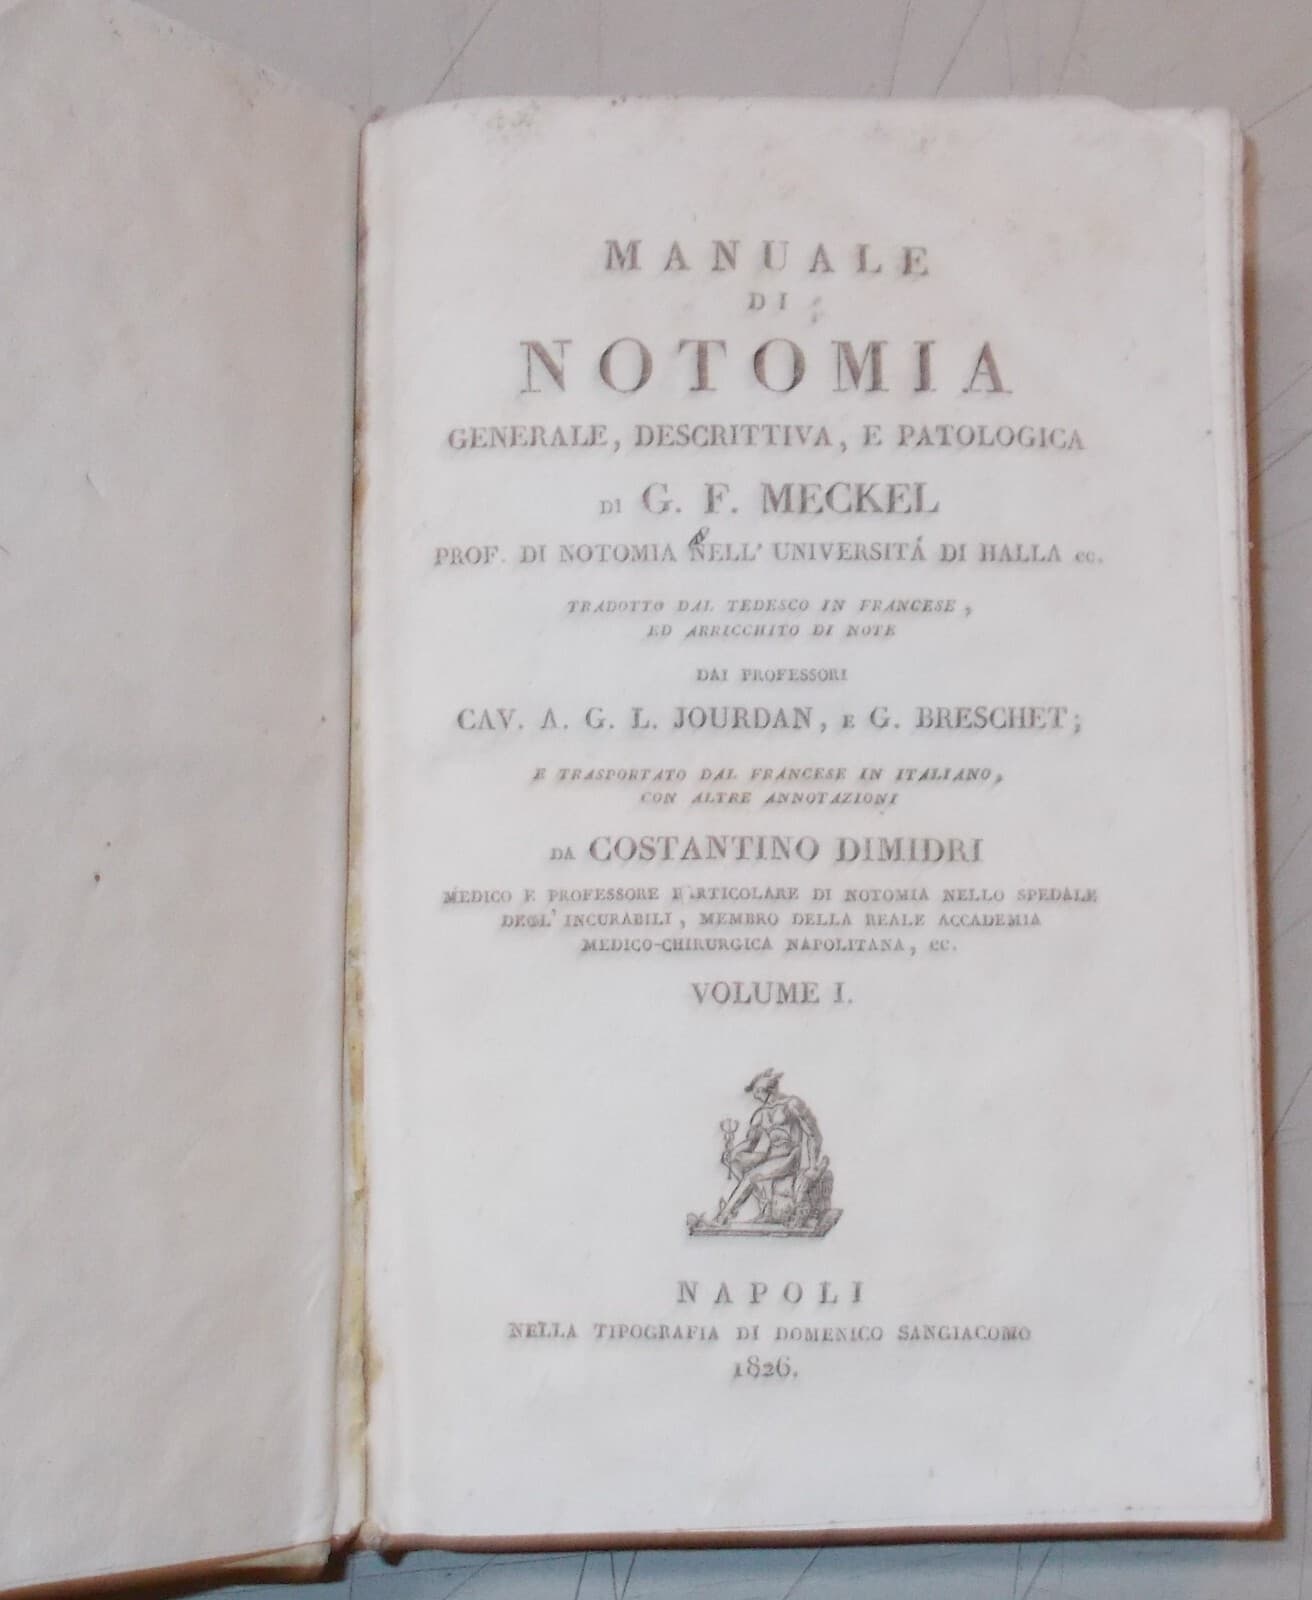 MANUALE
DI
NOTOMIA
GENERALE, DESCRITTIVA, E PATOLOGICA
DI G. F. MECKEL
PROF. DI NOTOMIA NELL' UNIVERSITÁ DI HALLA ec.
TRADOTTO DAL TEDESCO IN FRANCESE,
ED ARRICCHITO DI NOTE
DAI PROFESSORI
CAV. A. G. L. JOURDAN, E G. BRESCHET;
E TRASPORTATO DAL FRANCESE IN ITALIANO,
CON ALTRE ANNOTAZIONI
DA COSTANTINO DIMIDRI
MEDICO E PROFESSORE PARTICOLARE DI NOTOMIA NELLO SPEDALE
DEGL' INCURABILI, MEMBRO DELLA REALE ACCADEMIA
MEDICO-CHIRURGICA NAPOLITANA, ec.
VOLUME I.
NAPOLI
NELLA TIPOGRAFIA DI DOMENICO SANGIACOMO
1826.